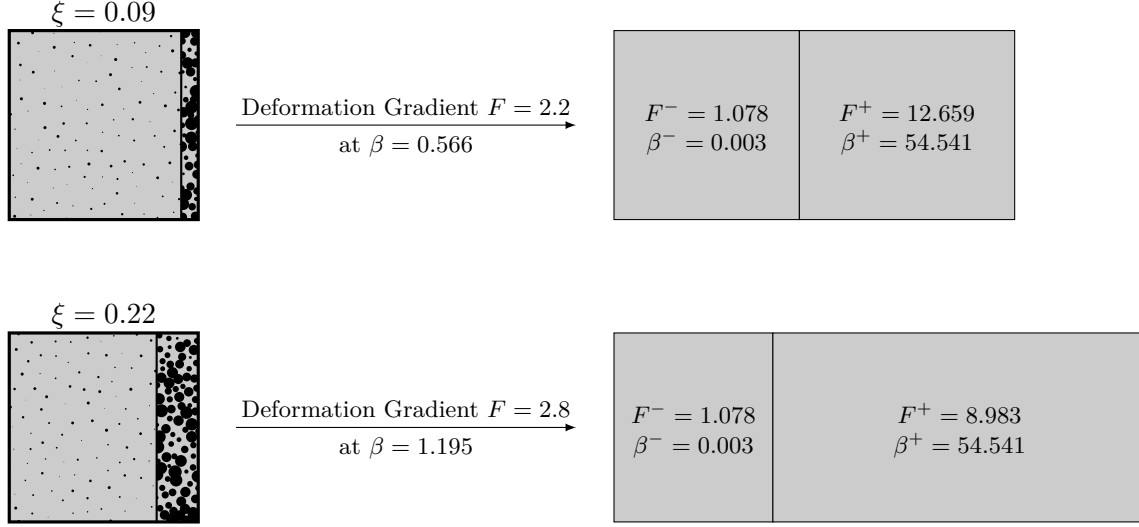 ξ = 0.09
Deformation Gradient F = 2.2
at β = 0.566
F⁻ = 1.078
β⁻ = 0.003
F⁺ = 12.659
β⁺ = 54.541
ξ = 0.22
Deformation Gradient F = 2.8
at β = 1.195
F⁻ = 1.078
β⁻ = 0.003
F⁺ = 8.983
β⁺ = 54.541